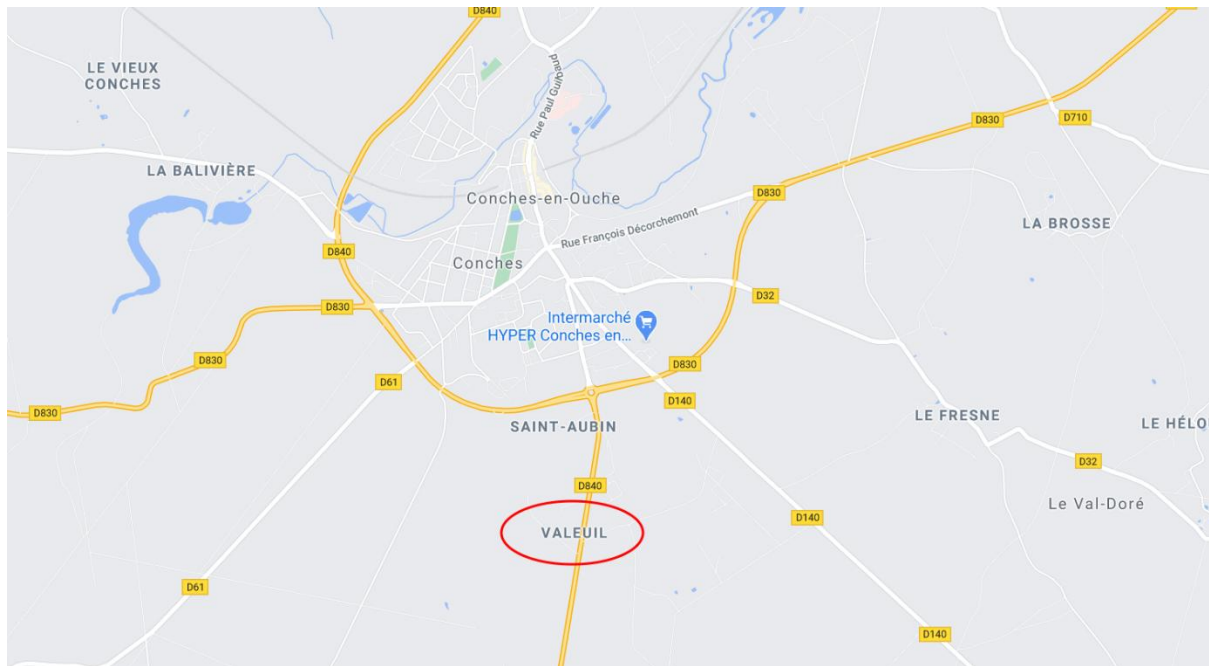 D840
LE VIEUX
CONCHES
Rue Paul Guilbaud
D830
D710
LA BALIVIÈRE
Conches-en-Ouche
D830
Rue François Décorchemont
LA BROSSE
D840
Conches
D32
D830
Intermarché
HYPER Conches en...
D830
D830
D61
D140
D830
SAINT-AUBIN
LE FRESNE
LE HÉLOU
D32
D840
Le Val-Doré
D140
VALEUIL
D61
D140